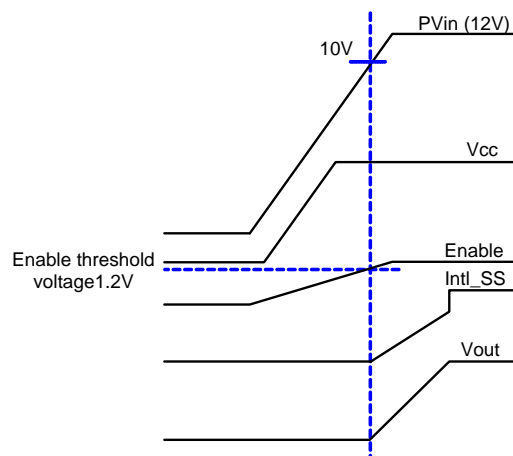 PVin (12V)
10V
Vcc
Enable threshold
voltage1.2V
Enable
Intl_SS
Vout